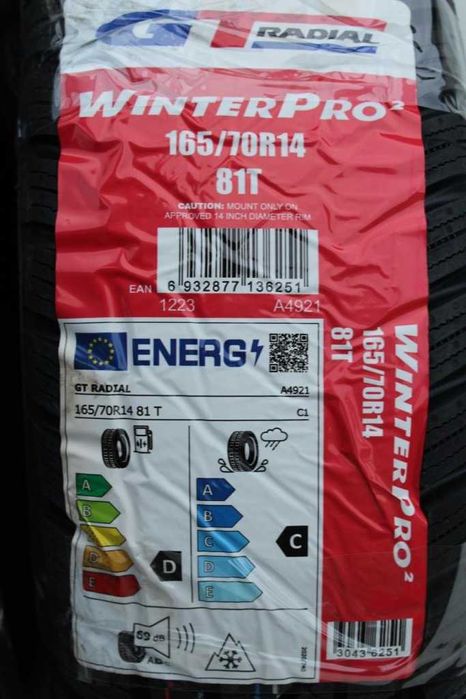 GT RADIAL
WINTERPRO²
165/70R14
81T
CAUTION: MOUNT ONLY ON
APPROVED 14 INCH DIAMETER RIM
EAN 6 932877 136251
1223 A4921
WINTERPRO²
165/70R14
81T
ENERG
GT RADIAL A4921
165/70R14 81 T C1
A A
B B
C
D D
E E
D C
69 dB
3043 6251